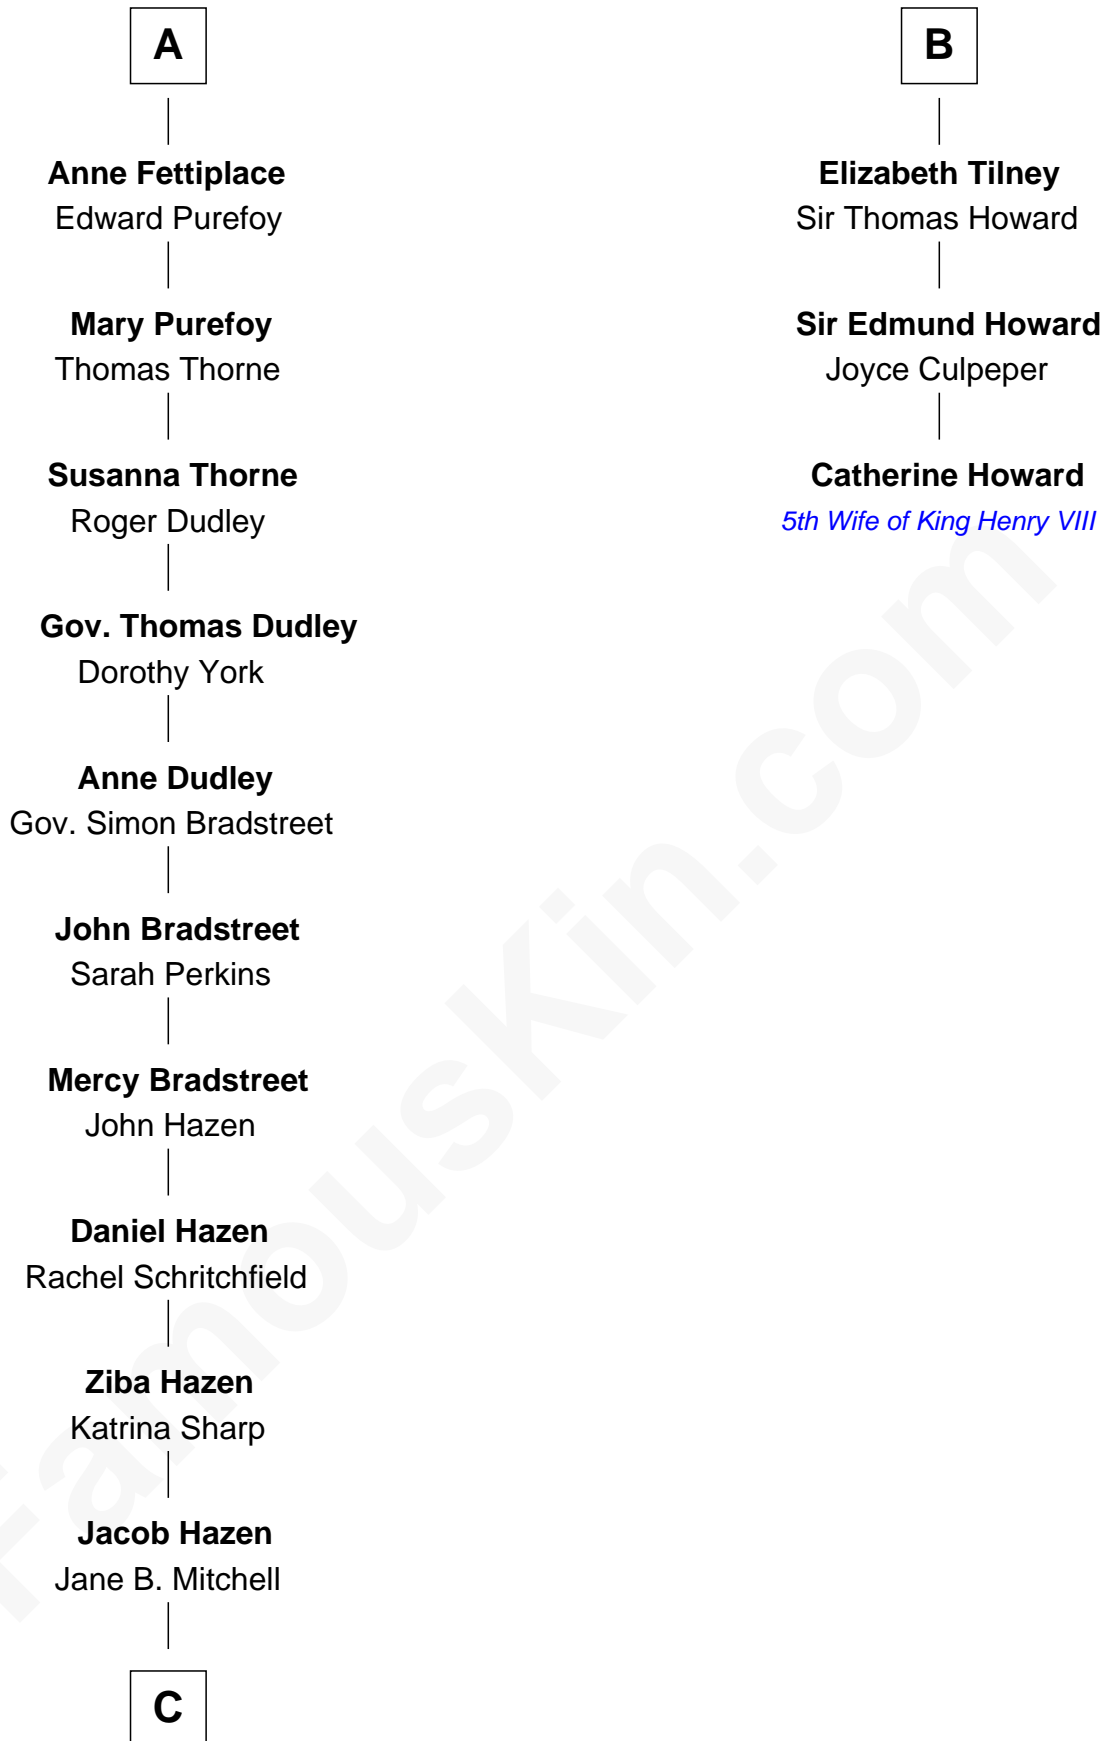 A
Anne Fettiplace
Edward Purefoy
Mary Purefoy
Thomas Thorne
Susanna Thorne
Roger Dudley
Gov. Thomas Dudley
Dorothy York
Anne Dudley
Gov. Simon Bradstreet
John Bradstreet
Sarah Perkins
Mercy Bradstreet
John Hazen
Daniel Hazen
Rachel Schritchfield
Ziba Hazen
Katrina Sharp
Jacob Hazen
Jane B. Mitchell
C
B
Elizabeth Tilney
Sir Thomas Howard
Sir Edmund Howard
Joyce Culpeper
Catherine Howard
5th Wife of King Henry VIII
FamousKin.com